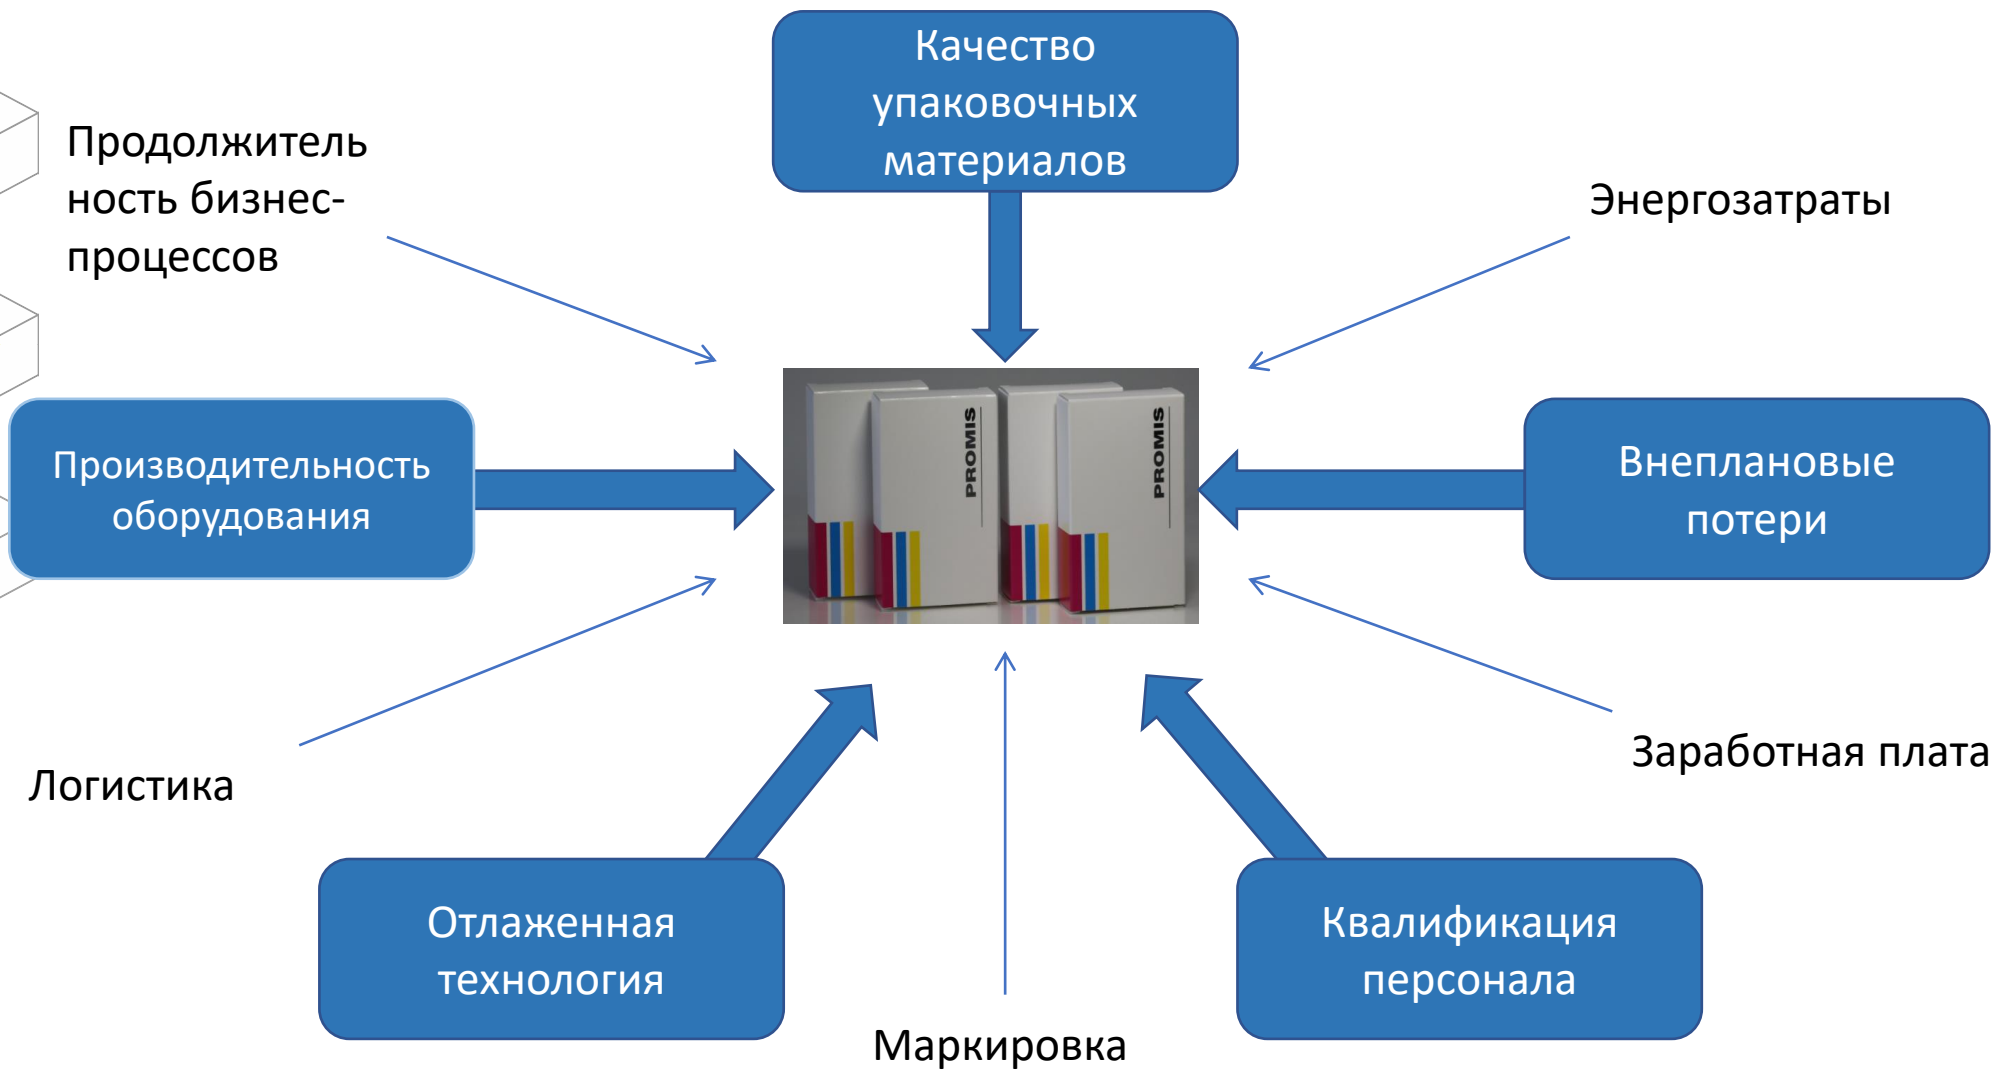 Качество
упаковочных
материалов
Продолжитель
ность бизнес-
процессов
Энергозатраты
Производительность
оборудования
PROMIS
PROMIS
Внеплановые
потери
Логистика
Заработная плата
Отлаженная
технология
Квалификация
персонала
Маркировка